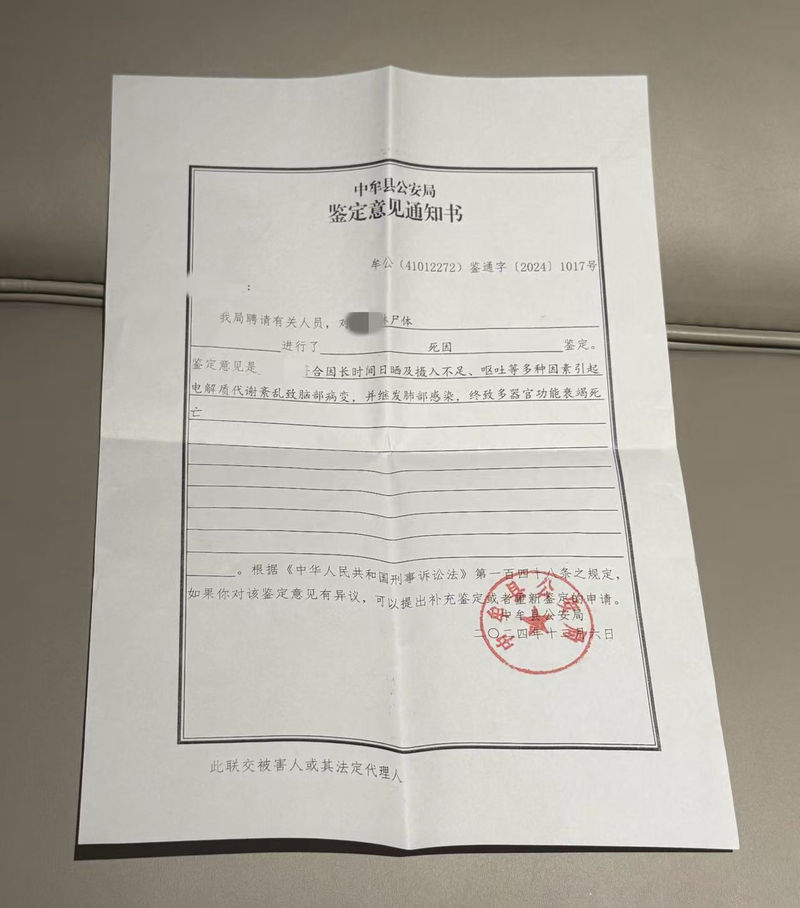 中牟县公安局
鉴定意见通知书
牟公（41012272）鉴通字〔2024〕1017号
：
我局聘请有关人员，对 尸体
进行了 死因 鉴定。
鉴定意见是 符合因长时间日晒及摄入不足、呕吐等多种因素引起
电解质代谢紊乱致脑部病变，并继发肺部感染，终致多器官功能衰竭死
亡
。根据《中华人民共和国刑事诉讼法》第一百四十八条之规定，
如果你对该鉴定意见有异议，可以提出补充鉴定或者重新鉴定的申请。
中牟县公安局
二〇二四年十二月六日
中牟县公安局
此联交被害人或其法定代理人